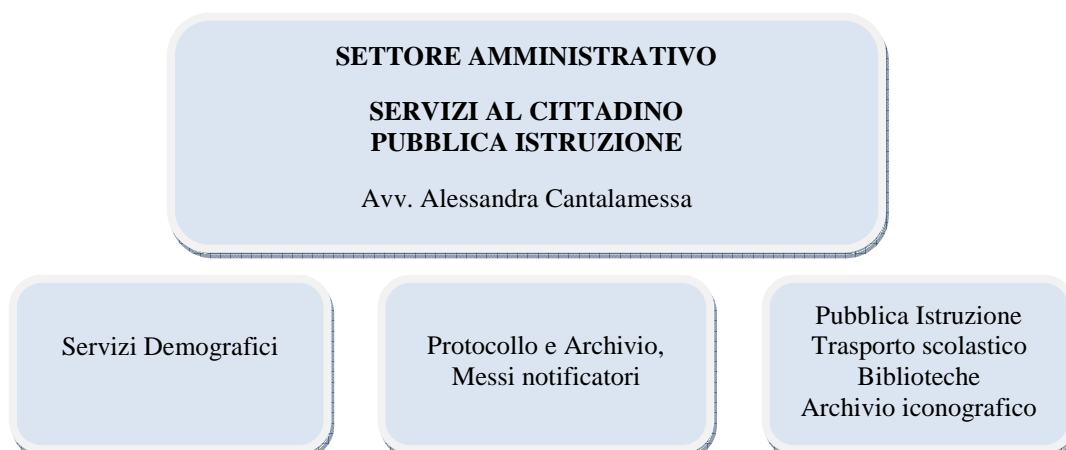 SETTORE AMMINISTRATIVO
SERVIZI AL CITTADINO
PUBBLICA ISTRUZIONE
Avv. Alessandra Cantalamessa
Servizi Demografici
Protocollo e Archivio,
Messi notificatori
Pubblica Istruzione
Trasporto scolastico
Biblioteche
Archivio iconografico